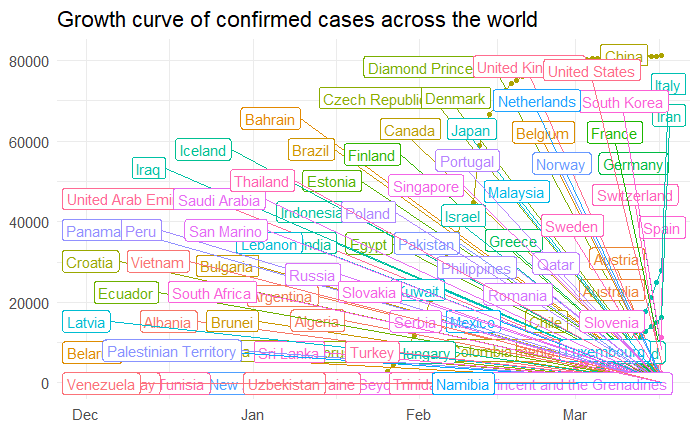 Growth curve of confirmed cases across the world
80000
60000
40000
20000
0
China
Diamond Prince
United Kin
United States
Italy
Czech Republic
Denmark
Netherlands
South Korea
Iran
Bahrain
Canada
Japan
Belgium
France
Iceland
Brazil
Finland
Portugal
Norway
Germany
Iraq
Thailand
Estonia
Singapore
Malaysia
Switzerland
United Arab Emi
Saudi Arabia
Indonesia
Poland
Israel
Sweden
Spain
Panama
Peru
San Marino
Lebanon
India
Egypt
Pakistan
Greece
Croatia
Vietnam
Bulgaria
Russia
Philippines
Qatar
Austria
Ecuador
South Africa
Argentina
Slovakia
Kuwait
Romania
Australia
Latvia
Albania
Brunei
Algeria
Serbia
Mexico
Chile
Slovenia
Belar
Palestinian Territory
Sri Lanka
Turkey
Hungary
Colombia
Luxembourg
Venezuela
ay
Tunisia
New
Uzbekistan
aine
Sey
Trinid
Namibia
incent and the Grenadines
Dec
Jan
Feb
Mar